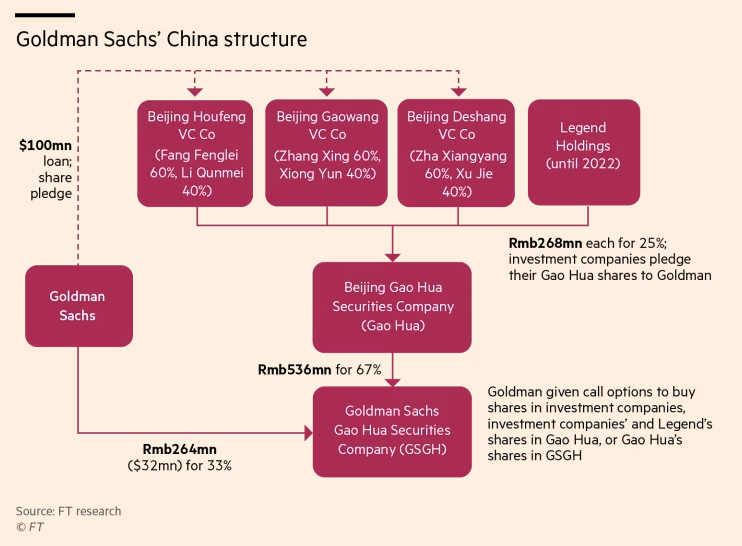 Goldman Sachs’ China structure
$100mn
loan;
share
pledge
Beijing Houfeng
VC Co
(Fang Fenglei
60%, Li Qunmei
40%)
Beijing Gaowang
VC Co
(Zhang Xing 60%,
Xiong Yun 40%)
Beijing Deshang
VC Co
(Zha Xiangyang
60%, Xu Jie
40%)
Legend
Holdings
(until 2022)
Rmb268mn each for 25%;
investment companies pledge
their Gao Hua shares to Goldman
Goldman
Sachs
Beijing Gao Hua
Securities Company
(Gao Hua)
Rmb536mn for 67%
Goldman Sachs
Gao Hua Securities
Company (GSGH)
Goldman given call options to buy
shares in investment companies,
investment companies’ and Legend’s
shares in Gao Hua, or Gao Hua’s
shares in GSGH
Rmb264mn
($32mn) for 33%
Source: FT research
© FT